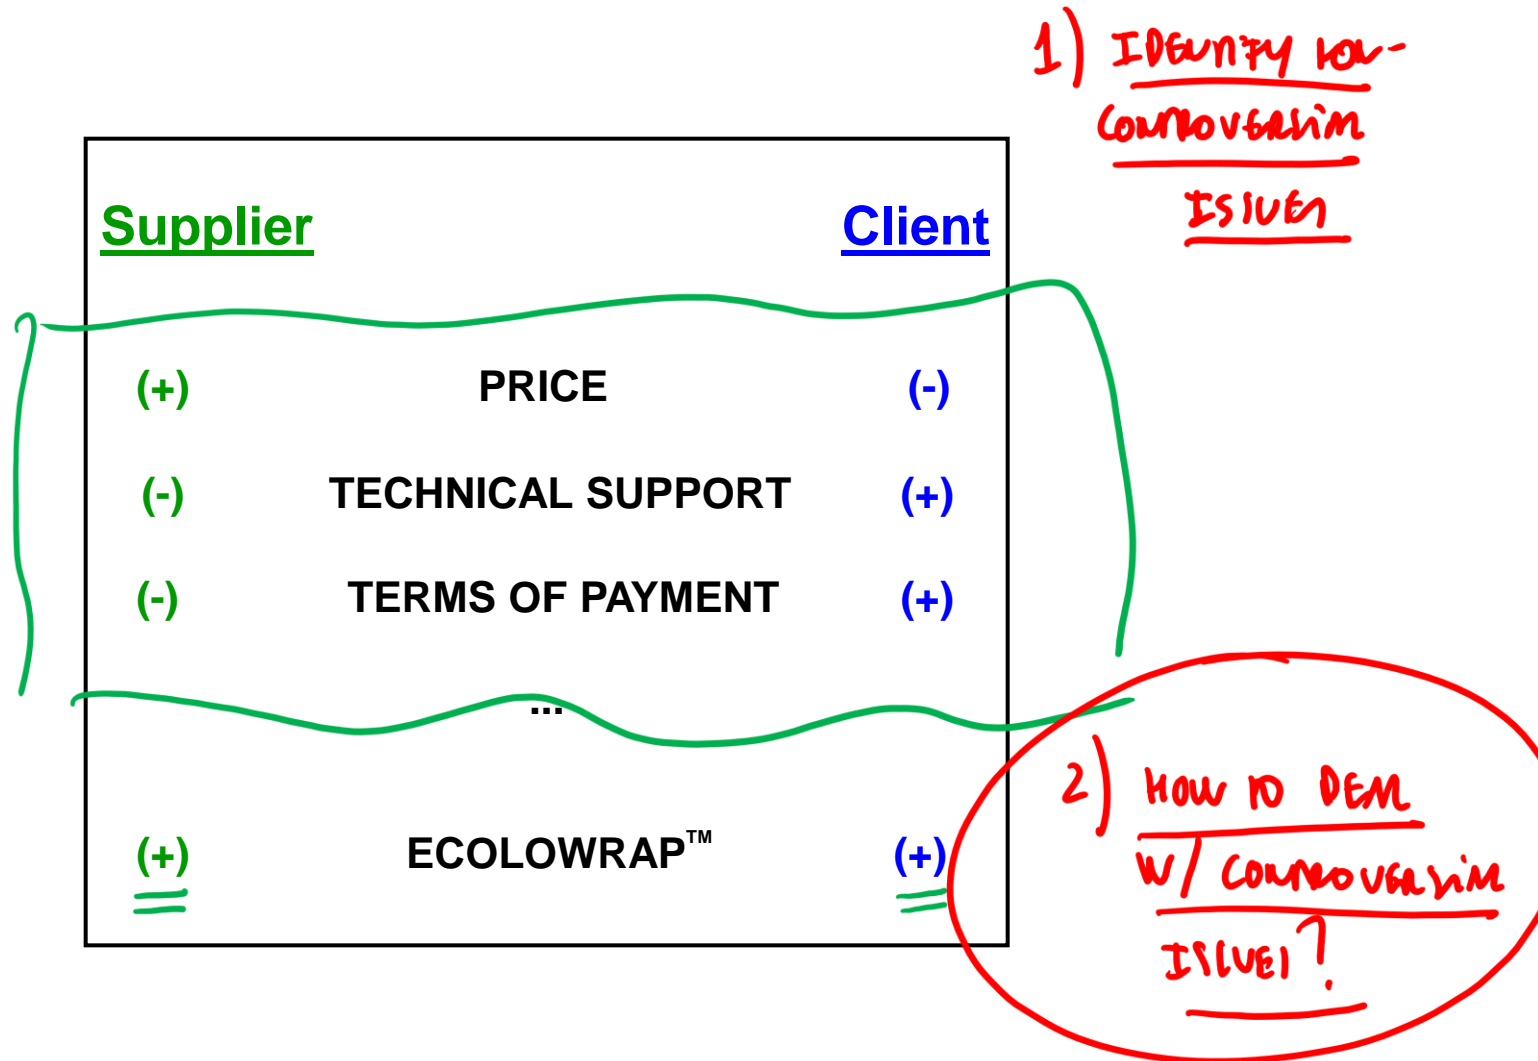 1) IDENTIFY NON-
CONTROVERSIAL
ISSUES
Supplier Client
(+) PRICE (-)
(-) TECHNICAL SUPPORT (+)
(-) TERMS OF PAYMENT (+)
...
(+) ECOLOWRAP™ (+)
2) HOW TO DEAL
W/ CONTROVERSIAL
ISSUES?